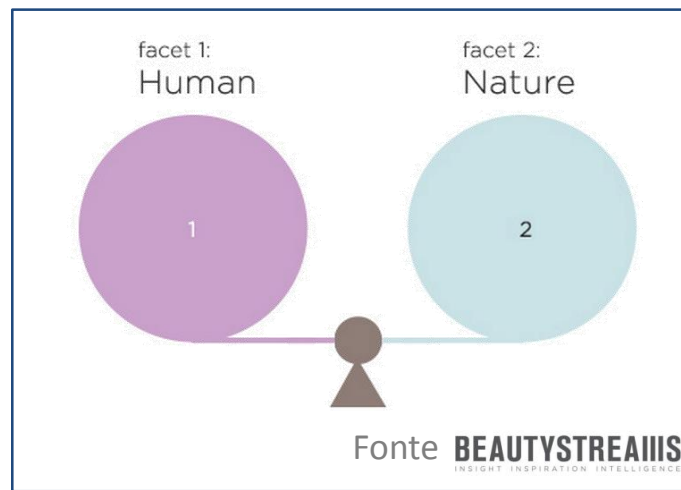 facet 1:
Human
facet 2:
Nature
1
2
Fonte BEAUTYSTREAMS
INSIGHT INSPIRATION INTELLIGENCE